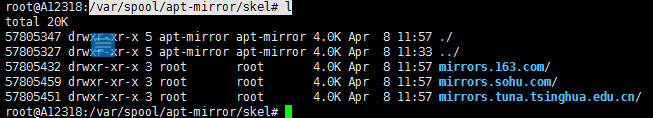 root@A12318:/var/spool/apt-mirror/skel# l
total 20K
57805347 drwxr-xr-x 5 apt-mirror apt-mirror 4.0K Apr  8 11:57 ./
57805327 drwxr-xr-x 5 apt-mirror apt-mirror 4.0K Apr  8 11:33 ../
57805432 drwxr-xr-x 3 root       root       4.0K Apr  8 11:57 mirrors.163.com/
57805459 drwxr-xr-x 3 root       root       4.0K Apr  8 11:57 mirrors.sohu.com/
57805451 drwxr-xr-x 3 root       root       4.0K Apr  8 11:57 mirrors.tuna.tsinghua.edu.cn/
root@A12318:/var/spool/apt-mirror/skel#